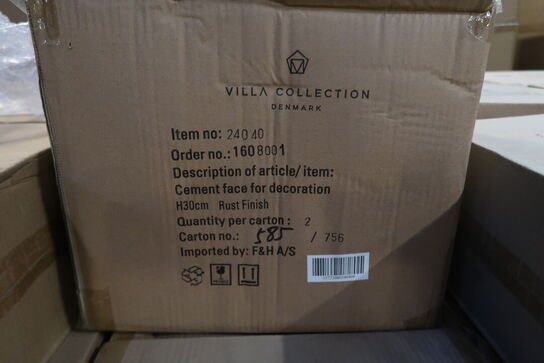 VILLA COLLECTION
DENMARK
Item no: 240 40
Order no.: 160 8001
Description of article/ item:
Cement face for decoration
H30cm Rust Finish
Quantity per carton : 2
Carton no.: 585 / 756
Imported by: F&H A/S